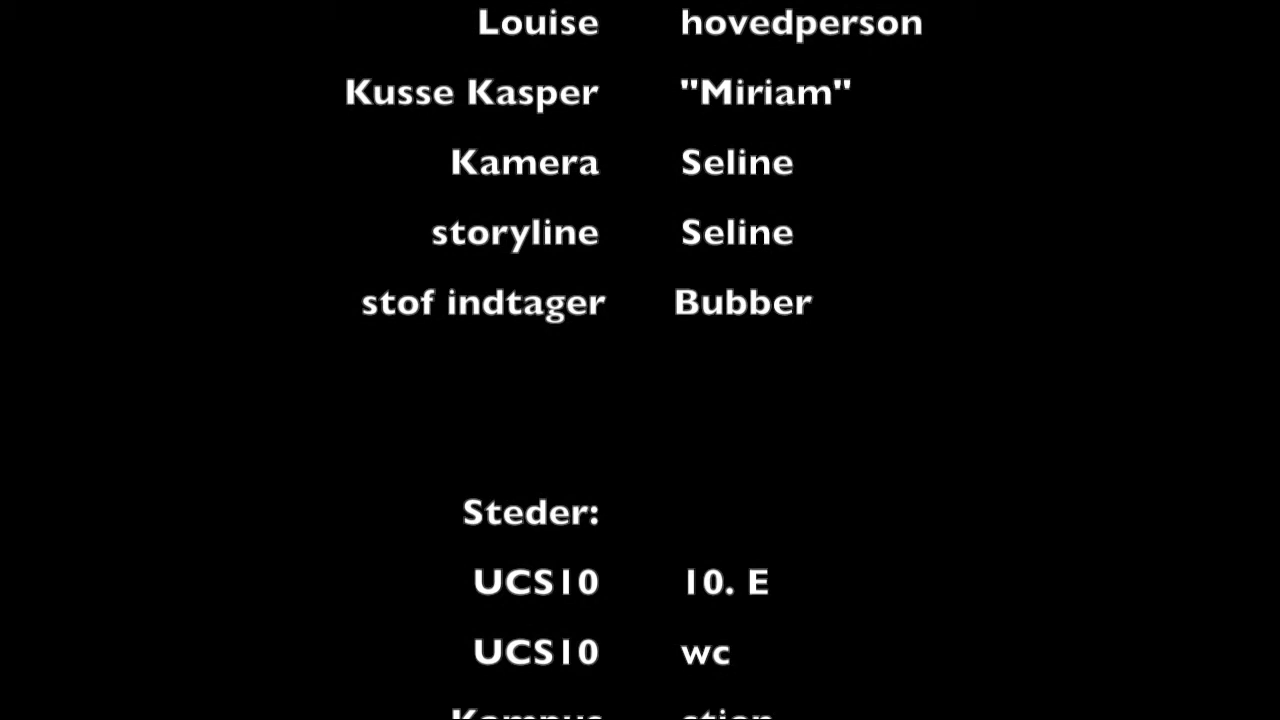 Louise hovedperson
Kusse Kasper "Miriam"
Kamera Seline
storyline Seline
stof indtager Bubber
Steder:
UCS10 10. E
UCS10 wc